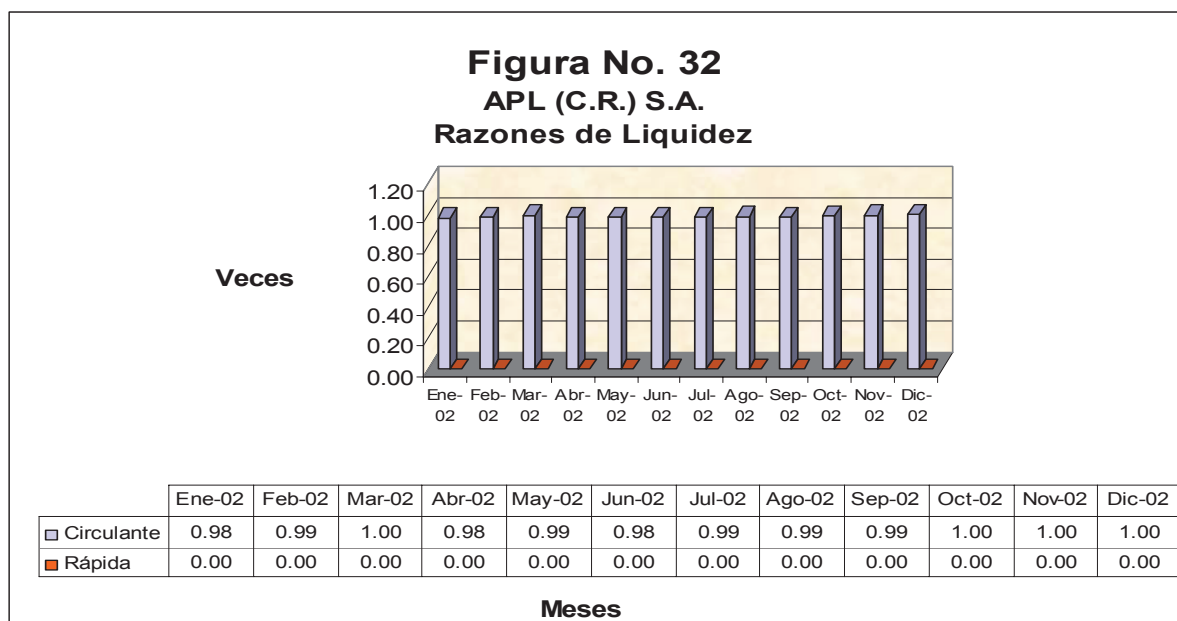 Figura No. 32
APL (C.R.) S.A.
Razones de Liquidez
1.20
1.00
0.80
0.60
0.40
0.20
0.00
Veces
Ene- Feb- Mar- Abr- May- Jun- Jul- Ago- Sep- Oct- Nov- Dic-
02 02 02 02 02 02 02 02 02 02 02 02
Ene-02 Feb-02 Mar-02 Abr-02 May-02 Jun-02 Jul-02 Ago-02 Sep-02 Oct-02 Nov-02 Dic-02
Circulante 0.98 0.99 1.00 0.98 0.99 0.98 0.99 0.99 0.99 1.00 1.00 1.00
Rápida 0.00 0.00 0.00 0.00 0.00 0.00 0.00 0.00 0.00 0.00 0.00 0.00
Meses